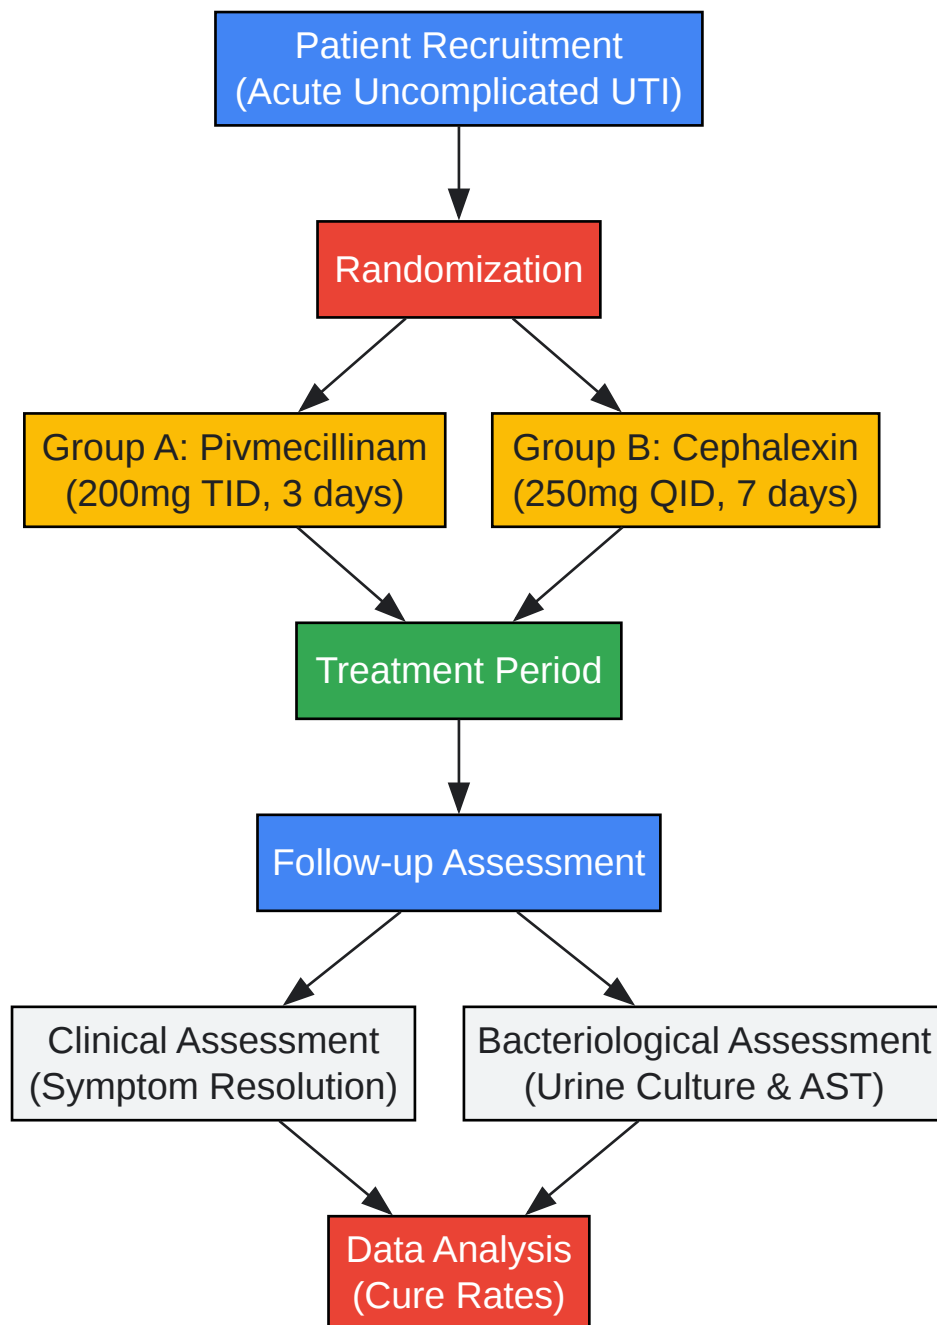 Patient Recruitment
(Acute Uncomplicated UTI)
Randomization
Group A: Pivmecillinam
(200mg TID, 3 days)
Group B: Cephalexin
(250mg QID, 7 days)
Treatment Period
Follow-up Assessment
Clinical Assessment
(Symptom Resolution)
Bacteriological Assessment
(Urine Culture & AST)
Data Analysis
(Cure Rates)